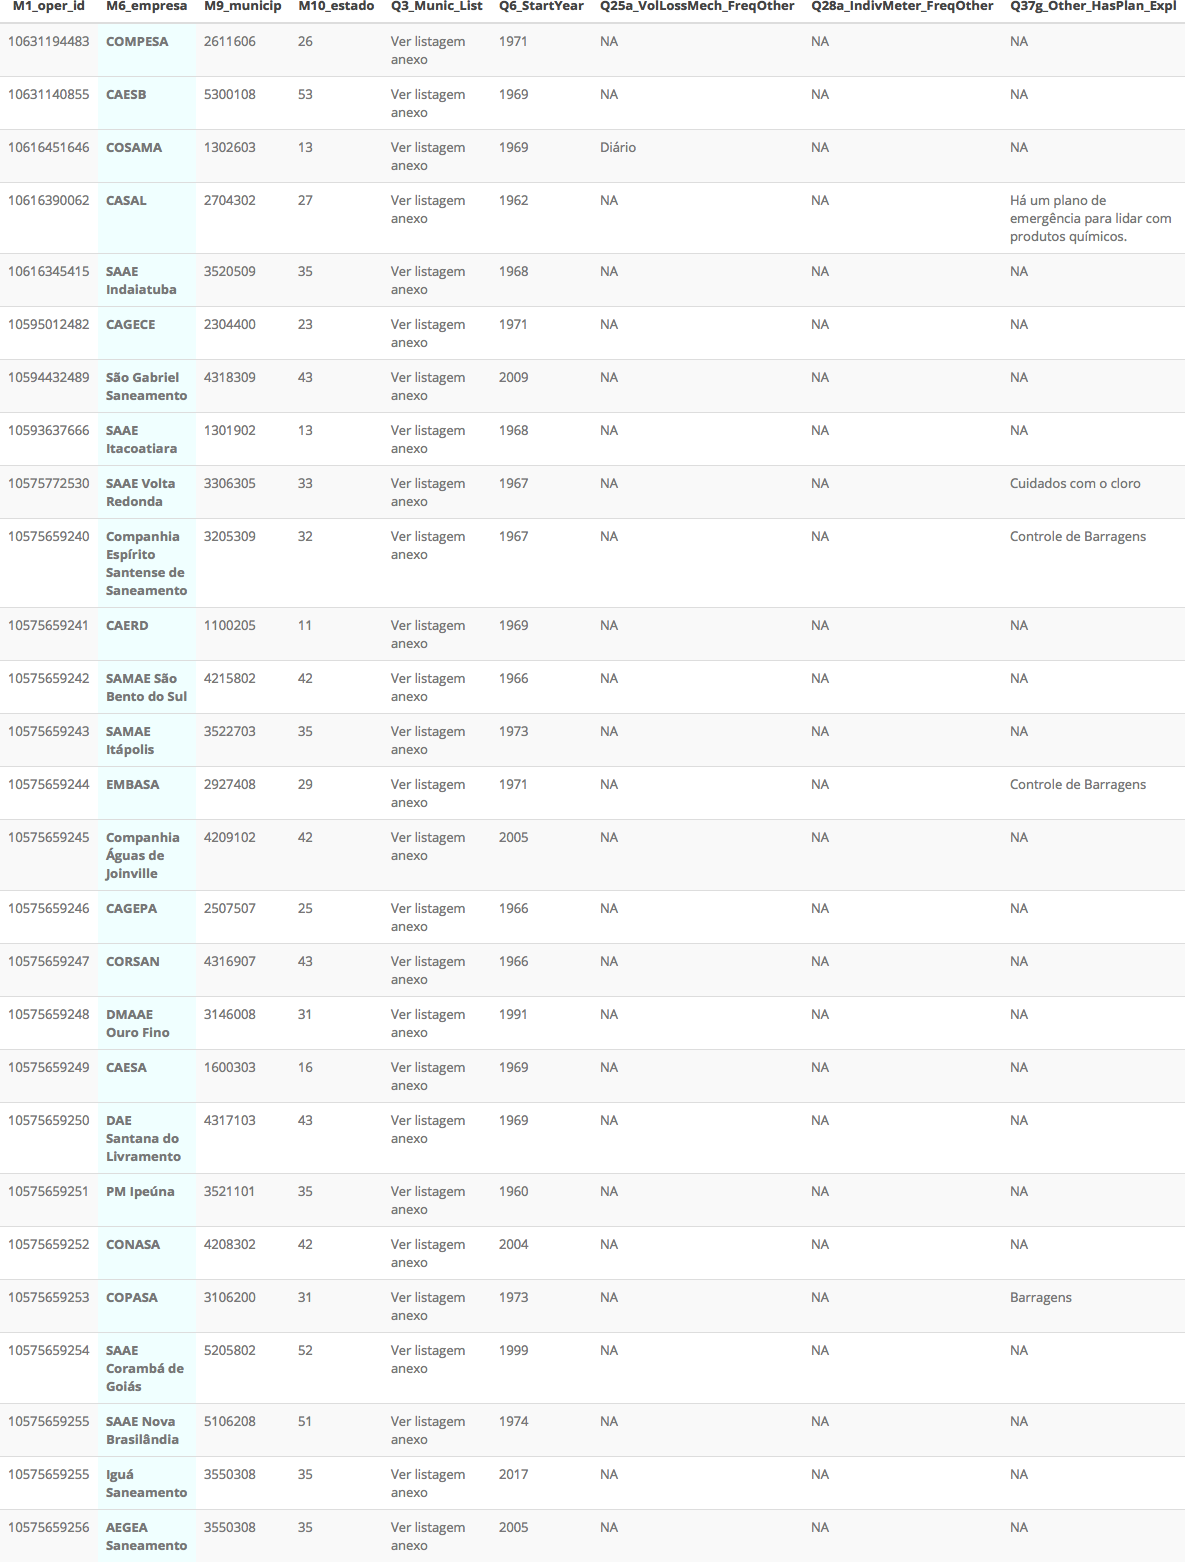 M1_oper_id M6_empresa M9_municip M10_estado Q3_Munic_List Q6_StartYear Q25a_VolLossMech_FreqOther Q28a_IndivMeter_FreqOther Q37g_Other_HasPlan_Expl
10631194483 COMPESA 2611606 26 Ver listagem 1971 NA NA NA
anexo
10631140855 CAESB 5300108 53 Ver listagem 1969 NA NA NA
anexo
10616451646 COSAMA 1302603 13 Ver listagem 1969 Diário NA NA
anexo
10616390062 CASAL 2704302 27 Ver listagem 1962 NA NA Há um plano de
anexo emergência para lidar com
produtos químicos.
10616345415 SAAE 3520509 35 Ver listagem 1968 NA NA NA
Indaiatuba anexo
10595012482 CAGECE 2304400 23 Ver listagem 1971 NA NA NA
anexo
10594432489 São Gabriel 4318309 43 Ver listagem 2009 NA NA NA
Saneamento anexo
10593637666 SAAE 1301902 13 Ver listagem 1968 NA NA NA
Itacoatiara anexo
10575772530 SAAE Volta 3306305 33 Ver listagem 1967 NA NA Cuidados com o cloro
Redonda anexo
10575659240 Companhia 3205309 32 Ver listagem 1967 NA NA Controle de Barragens
Espírito anexo
Santense de
Saneamento
10575659241 CAERD 1100205 11 Ver listagem 1969 NA NA NA
anexo
10575659242 SAMAE São 4215802 42 Ver listagem 1966 NA NA NA
Bento do Sul anexo
10575659243 SAMAE 3522703 35 Ver listagem 1973 NA NA NA
Itápolis anexo
10575659244 EMBASA 2927408 29 Ver listagem 1971 NA NA Controle de Barragens
anexo
10575659245 Companhia 4209102 42 Ver listagem 2005 NA NA NA
Águas de anexo
Joinville
10575659246 CAGEPA 2507507 25 Ver listagem 1966 NA NA NA
anexo
10575659247 CORSAN 4316907 43 Ver listagem 1966 NA NA NA
anexo
10575659248 DMAAE 3146008 31 Ver listagem 1991 NA NA NA
Ouro Fino anexo
10575659249 CAESA 1600303 16 Ver listagem 1969 NA NA NA
anexo
10575659250 DAE 4317103 43 Ver listagem 1969 NA NA NA
Santana do anexo
Livramento
10575659251 PM Ipeúna 3521101 35 Ver listagem 1960 NA NA NA
anexo
10575659252 CONASA 4208302 42 Ver listagem 2004 NA NA NA
anexo
10575659253 COPASA 3106200 31 Ver listagem 1973 NA NA Barragens
anexo
10575659254 SAAE 5205802 52 Ver listagem 1999 NA NA NA
Corambá de anexo
Goiás
10575659255 SAAE Nova 5106208 51 Ver listagem 1974 NA NA NA
Brasilândia anexo
10575659255 Iguá 3550308 35 Ver listagem 2017 NA NA NA
Saneamento anexo
10575659256 AEGEA 3550308 35 Ver listagem 2005 NA NA NA
Saneamento anexo